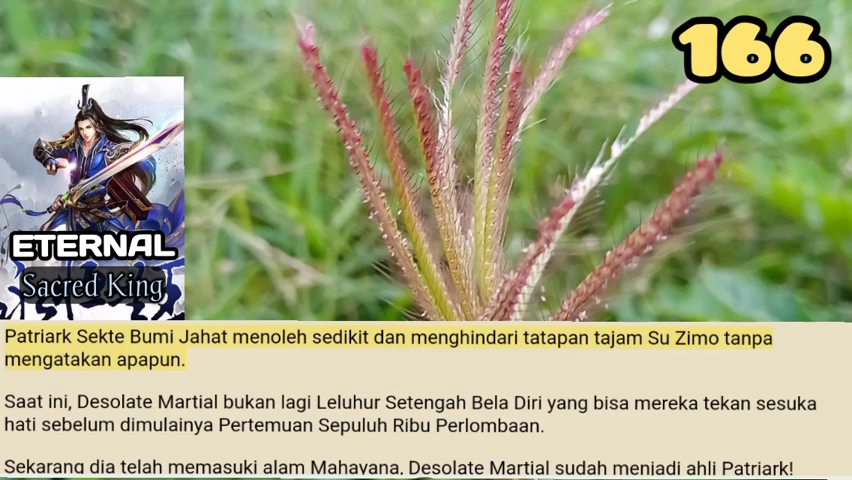 166
ETERNAL
Sacred King
Patriark Sekte Bumi Jahat menoleh sedikit dan menghindari tatapan tajam Su Zimo tanpa
mengatakan apapun.
Saat ini, Desolate Martial bukan lagi Leluhur Setengah Bela Diri yang bisa mereka tekan sesuka
hati sebelum dimulainya Pertemuan Sepuluh Ribu Perlombaan.
Sekarang dia telah memasuki alam Mahayana, Desolate Martial sudah menjadi ahli Patriark!